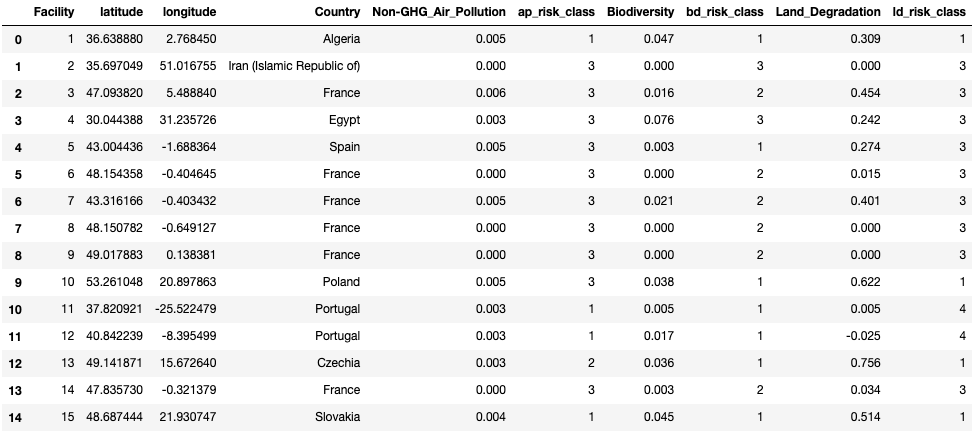 Facility latitude longitude Country Non-GHG_Air_Pollution ap_risk_class Biodiversity bd_risk_class Land_Degradation ld_risk_class
0 1 36.638880 2.768450 Algeria 0.005 1 0.047 1 0.309 1
1 2 35.697049 51.016755 Iran (Islamic Republic of) 0.000 3 0.000 3 0.000 3
2 3 47.093820 5.488840 France 0.006 3 0.016 2 0.454 3
3 4 30.044388 31.235726 Egypt 0.003 3 0.076 3 0.242 3
4 5 43.004436 -1.688364 Spain 0.005 3 0.003 1 0.274 3
5 6 48.154358 -0.404645 France 0.000 3 0.000 2 0.015 3
6 7 43.316166 -0.403432 France 0.005 3 0.021 2 0.401 3
7 8 48.150782 -0.649127 France 0.000 3 0.000 2 0.000 3
8 9 49.017883 0.138381 France 0.000 3 0.000 2 0.000 3
9 10 53.261048 20.897863 Poland 0.005 3 0.038 1 0.622 1
10 11 37.820921 -25.522479 Portugal 0.003 1 0.005 1 0.005 4
11 12 40.842239 -8.395499 Portugal 0.003 1 0.017 1 -0.025 4
12 13 49.141871 15.672640 Czechia 0.003 2 0.036 1 0.756 1
13 14 47.835730 -0.321379 France 0.000 3 0.003 2 0.034 3
14 15 48.687444 21.930747 Slovakia 0.004 1 0.045 1 0.514 1